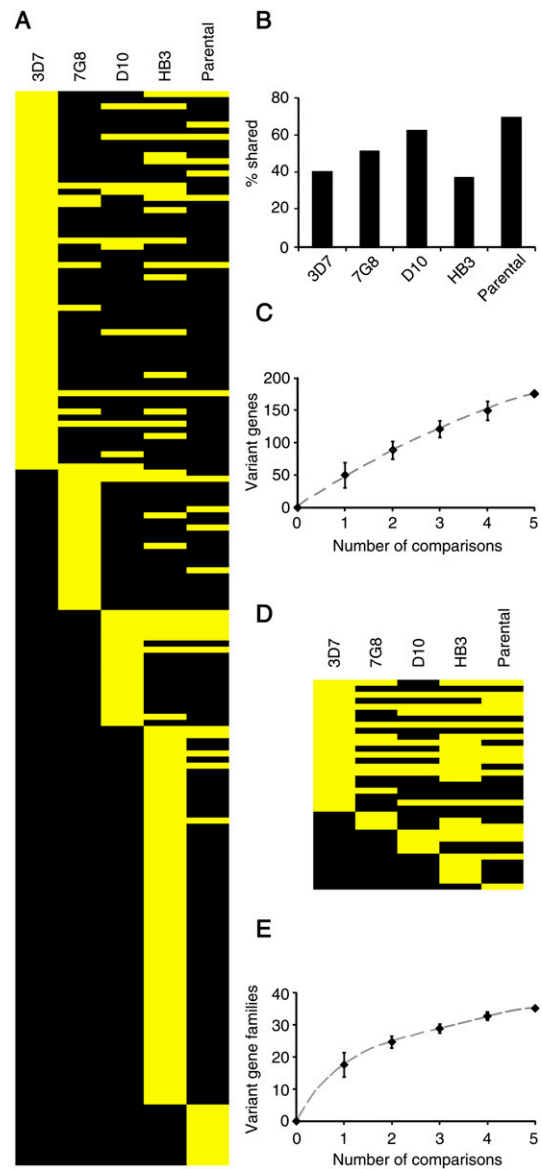 A
3D7
7G8
D10
HB3
Parental
B
% shared
80
60
40
20
0
3D7
7G8
D10
HB3
Parental
C
Variant genes
200
150
100
50
0
0 1 2 3 4 5
Number of comparisons
D
3D7
7G8
D10
HB3
Parental
E
Variant gene families
40
30
20
10
0
0 1 2 3 4 5
Number of comparisons